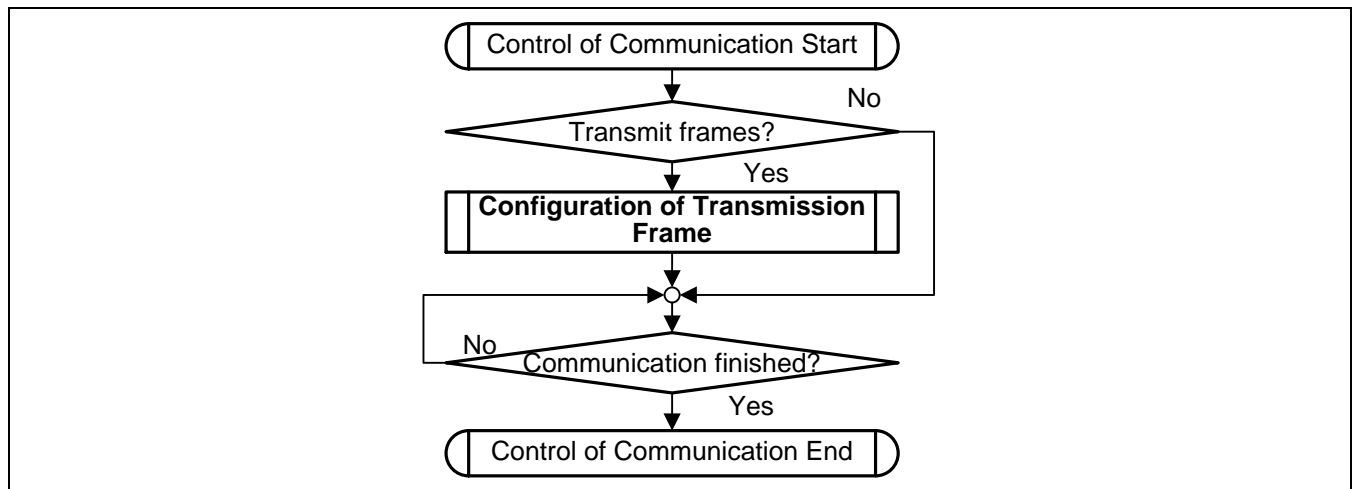 Control of Communication Start
No
Transmit frames?
Yes
Configuration of Transmission
Frame
No
Communication finished?
Yes
Control of Communication End